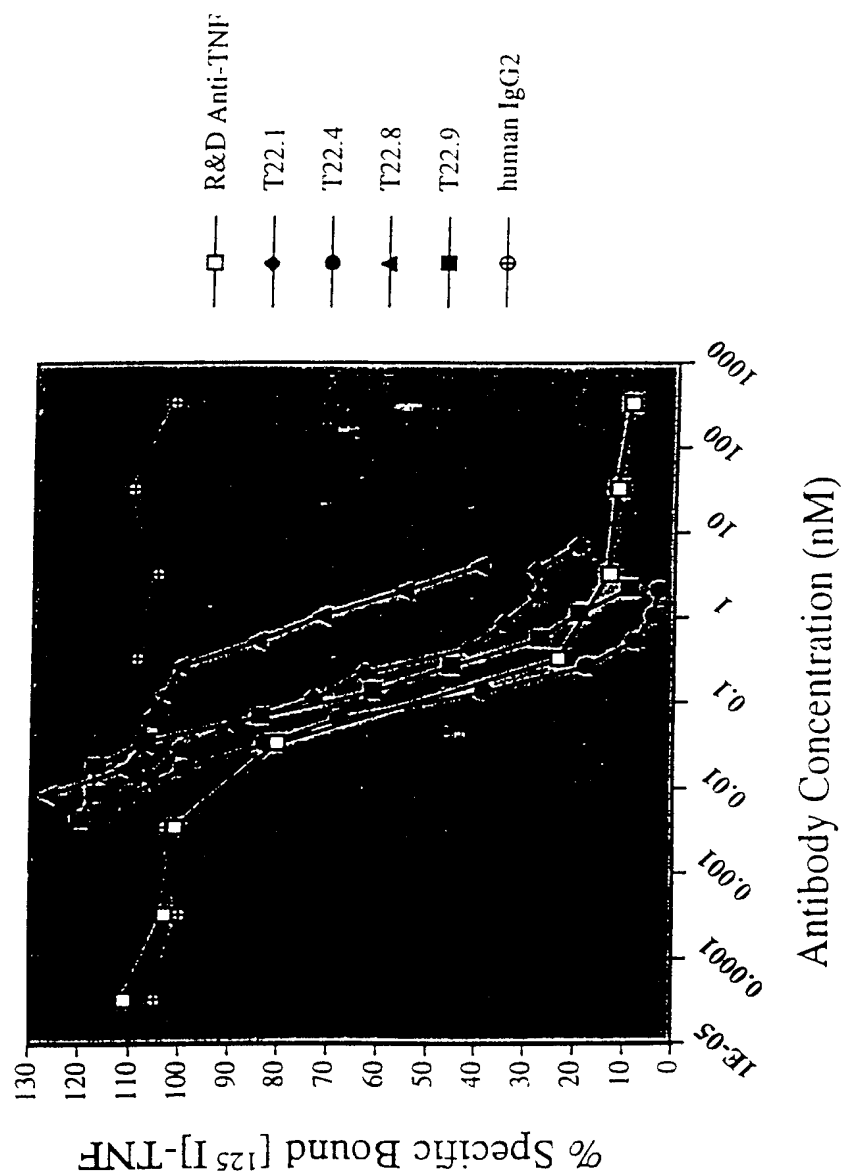 % Specific Bound [125 I]-TNF
130
120
110
100
90
80
70
60
50
40
30
20
10
0
1E-05
0.0001
0.001
0.01
0.1
1
10
100
1000
Antibody Concentration (nM)
R&D Anti-TNF
T22.1
T22.4
T22.8
T22.9
human IgG2